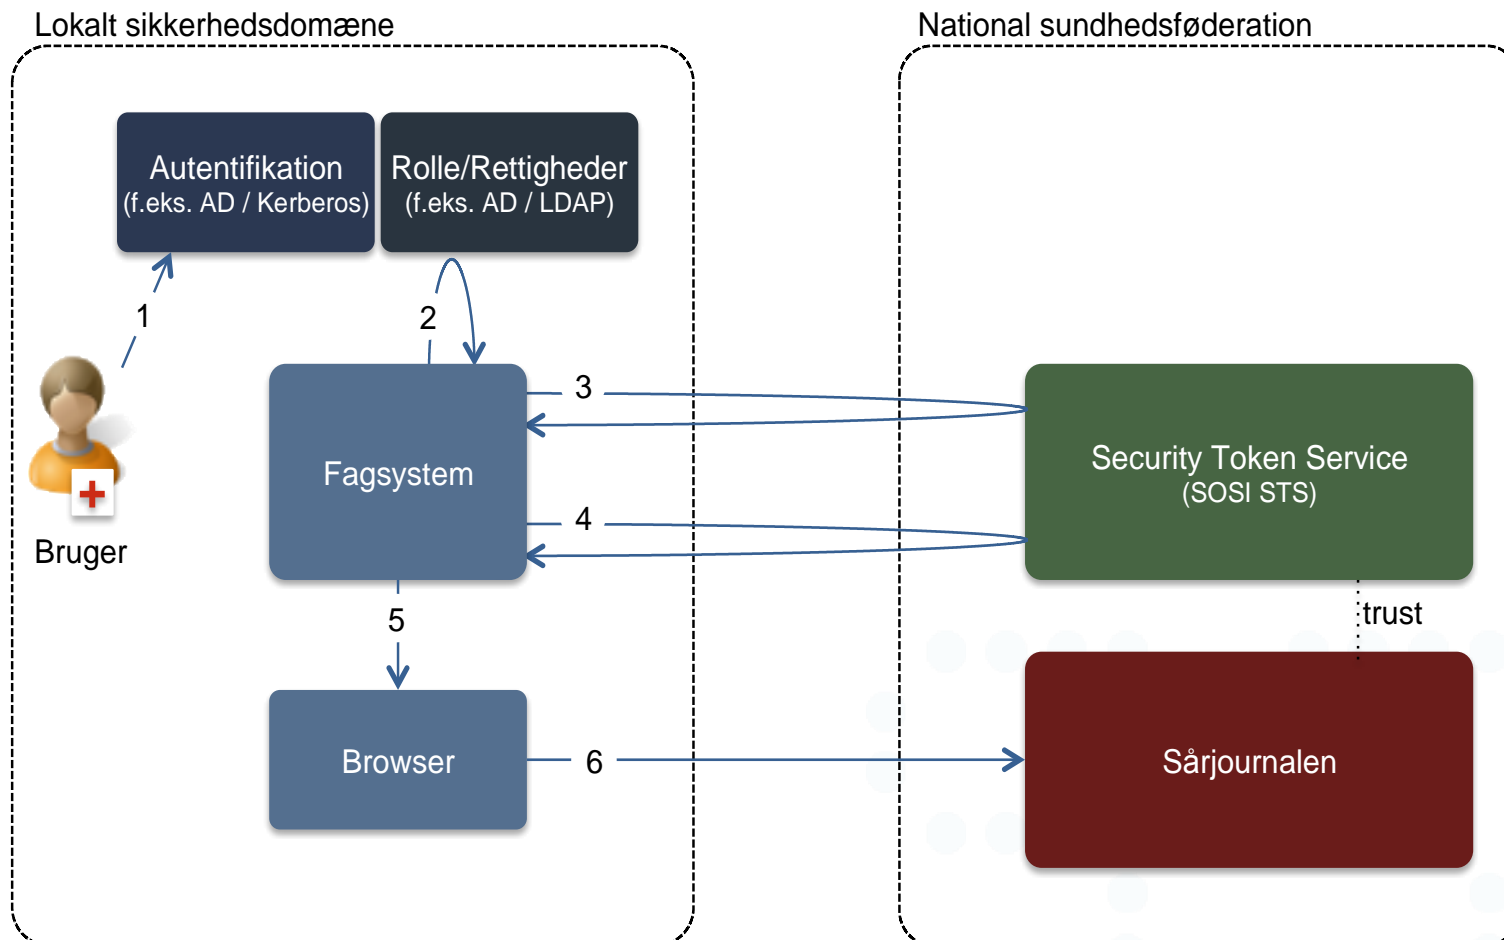 Lokalt sikkerhedsdomæne
National sundhedsføderation
Autentifikation
(f.eks. AD / Kerberos)
Rolle/Rettigheder
(f.eks. AD / LDAP)
1
2
3
Fagsystem
Security Token Service
(SOSI STS)
4
Bruger
5
trust
Browser
6
Sårjournalen